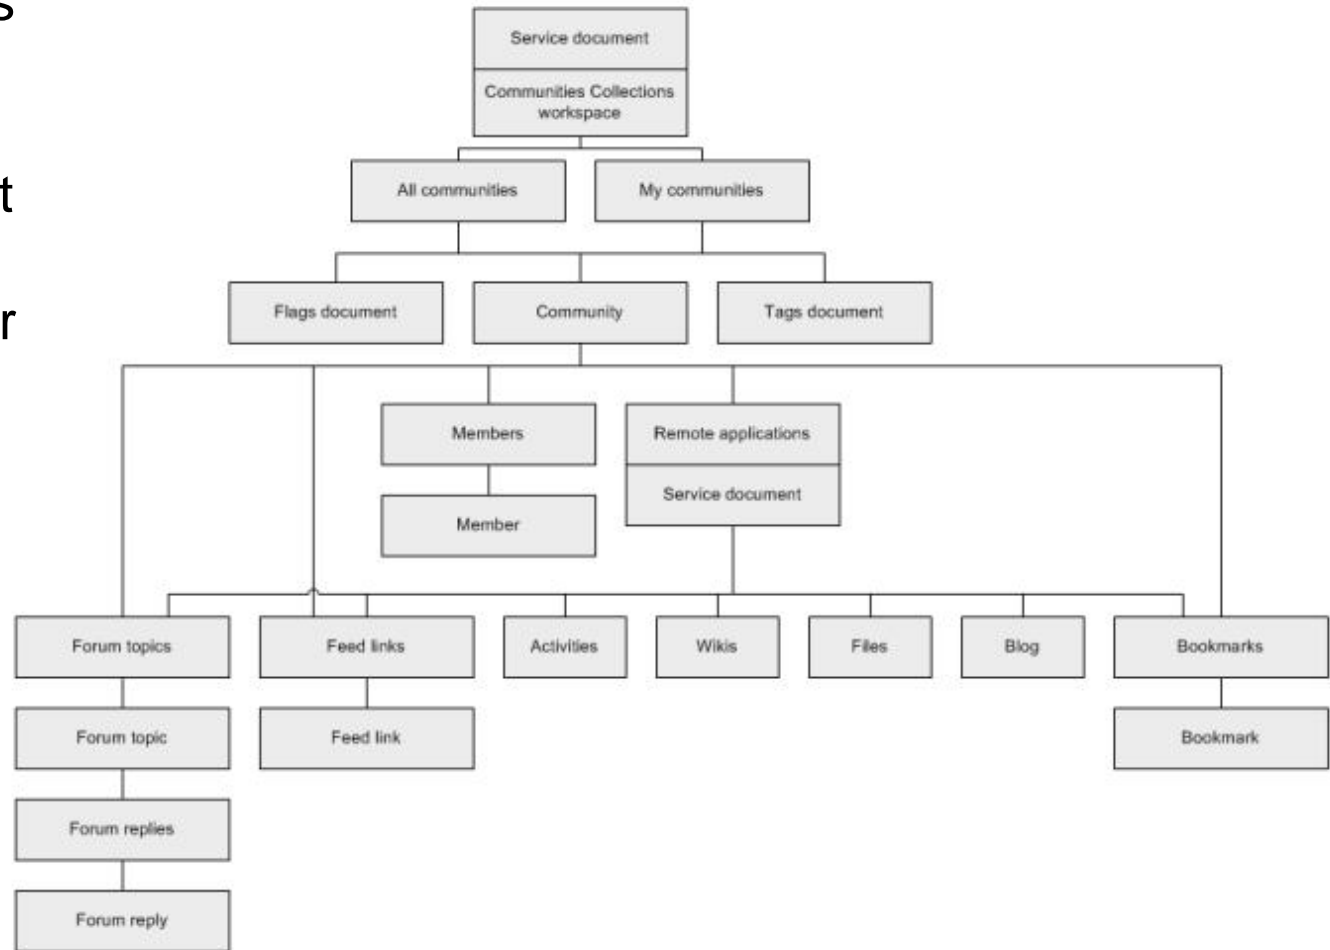 s
Service document
Communities Collections
workspace
t
All communities
My communities
r
Flags document
Community
Tags document
Members
Remote applications
Service document
Member
Forum topics
Feed links
Activities
Wikis
Files
Blog
Bookmarks
Forum topic
Feed link
Bookmark
Forum replies
Forum reply